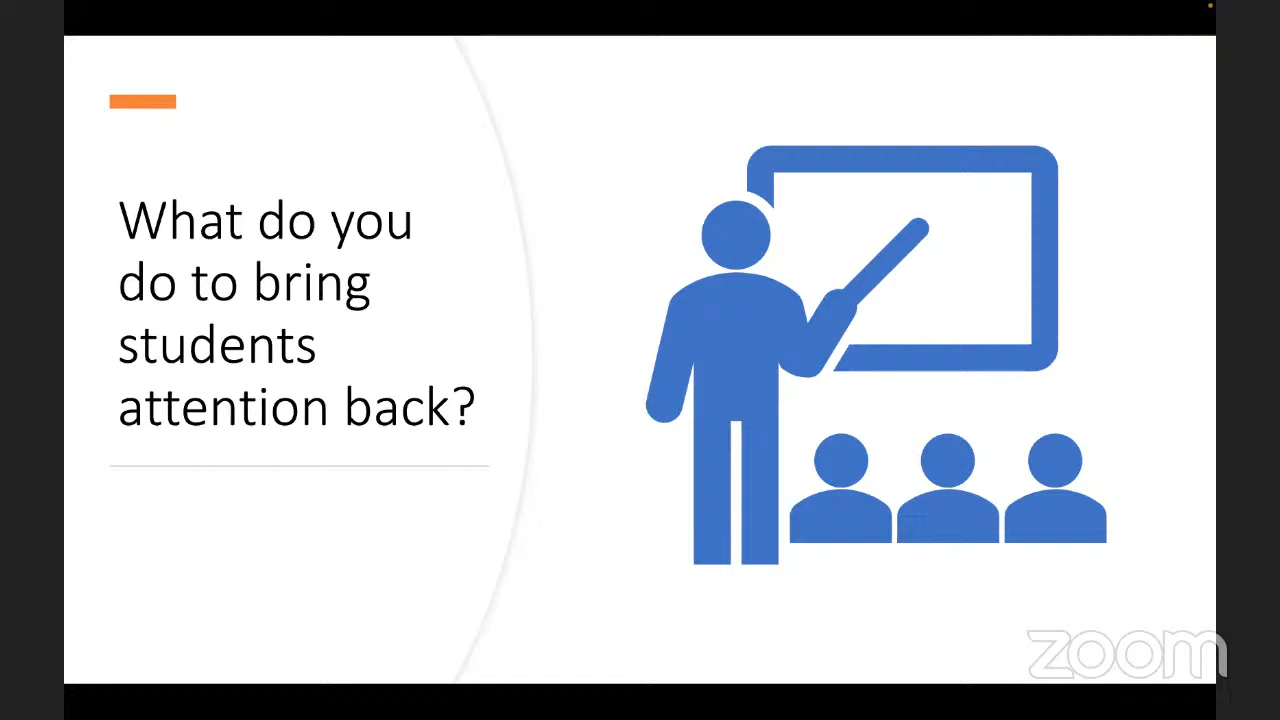 What do you
do to bring
students
attention back?
zoom